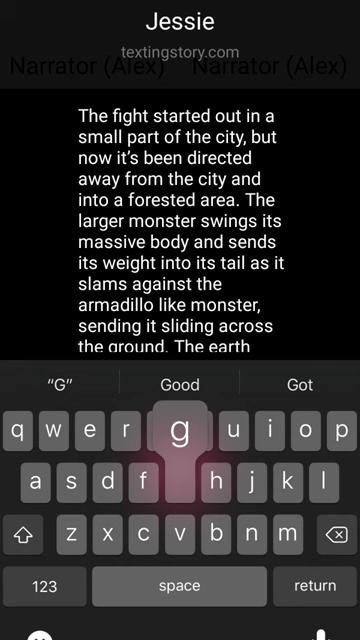 Jessie
textingstory.com
Narrator (Alex) Narrator (Alex)
The fight started out in a
small part of the city, but
now it’s been directed
away from the city and
into a forested area. The
larger monster swings its
massive body and sends
its weight into its tail as it
slams against the
armadillo like monster,
sending it sliding across
the ground. The earth
“G” Good Got
q w e r g u i o p
a s d f h j k l
z x c v b n m
123 space return